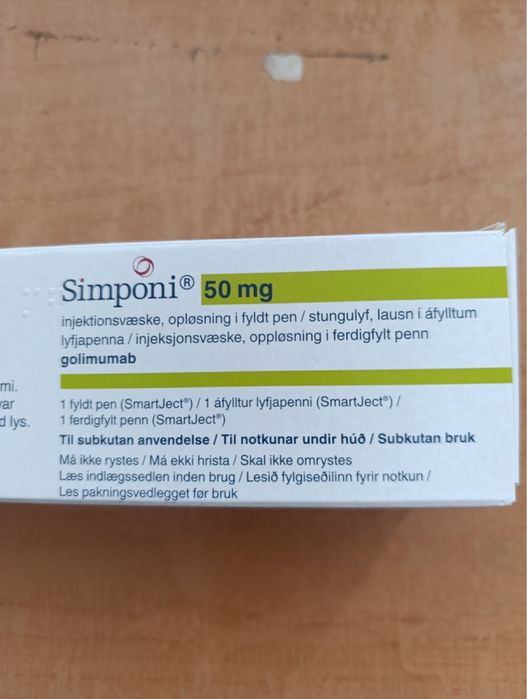 Simponi® 50 mg
injektionsvæske, opløsning i fyldt pen / stungulyf, lausn í áfylltum
lyfjapenna / injeksjonsvæske, oppløsning i ferdigfylt penn
golimumab
mi.
var
d lys.
1 fyldt pen (SmartJect®) / 1 áfylltur lyfjapenni (SmartJect®) /
1 ferdigfylt penn (SmartJect®)
Til subkutan anvendelse / Til notkunar undir húð / Subkutan bruk
Må ikke rystes / Má ekki hrista / Skal ikke omrystes
Læs indlægssedlen inden brug / Lesið fylgiseðilinn fyrir notkun /
Les pakningsvedlegget før bruk